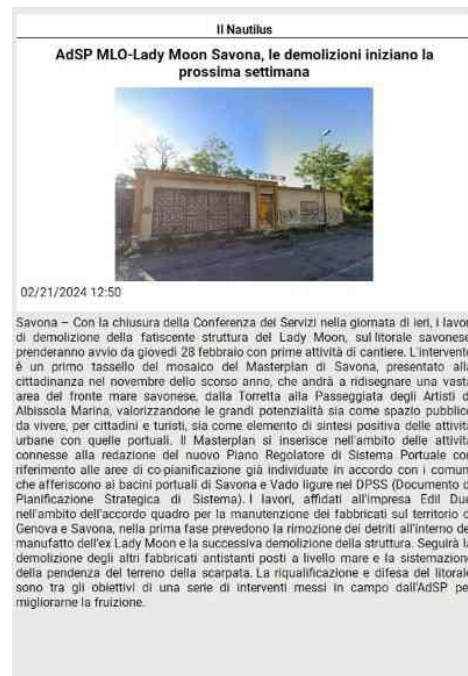 Il Nautilus
AdSP MLO-Lady Moon Savona, le demolizioni iniziano la
prossima settimana
02/21/2024 12:50
Savona – Con la chiusura della Conferenza dei Servizi nella giornata di ieri, i lavor
di demolizione della fatiscente struttura del Lady Moon, sul litorale savonese
prenderanno avvio da giovedì 28 febbraio con prime attività di cantiere. L'intervento
è un primo tassello del mosaico del Masterplan di Savona, presentato alla
cittadinanza nel novembre dello scorso anno, che andrà a ridisegnare una vasta
area del fronte mare savonese, dalla Torretta alla Passeggiata degli Artisti d
Albissola Marina, valorizzandone le grandi potenzialità sia come spazio pubblico
da vivere, per cittadini e turisti, sia come elemento di sintesi positiva delle attività
urbane con quelle portuali. Il Masterplan si inserisce nell'ambito delle attività
connesse alla redazione del nuovo Piano Regolatore di Sistema Portuale con
riferimento alle aree di co-pianificazione già individuate in accordo con i comuni
che afferiscono ai bacini portuali di Savona e Vado ligure nel DPSS (Documento d
Pianificazione Strategica di Sistema). I lavori, affidati all'impresa Edil Due
nell'ambito dell'accordo quadro per la manutenzione dei fabbricati sul territorio d
Genova e Savona, nella prima fase prevedono la rimozione dei detriti all'interno de
manufatto dell'ex Lady Moon e la successiva demolizione della struttura. Seguirà la
demolizione degli altri fabbricati antistanti posti a livello mare e la sistemazione
della pendenza del terreno della scarpata. La riqualificazione e difesa del litorale
sono tra gli obiettivi di una serie di interventi messi in campo dall'AdSP pe
migliorarne la fruizione.